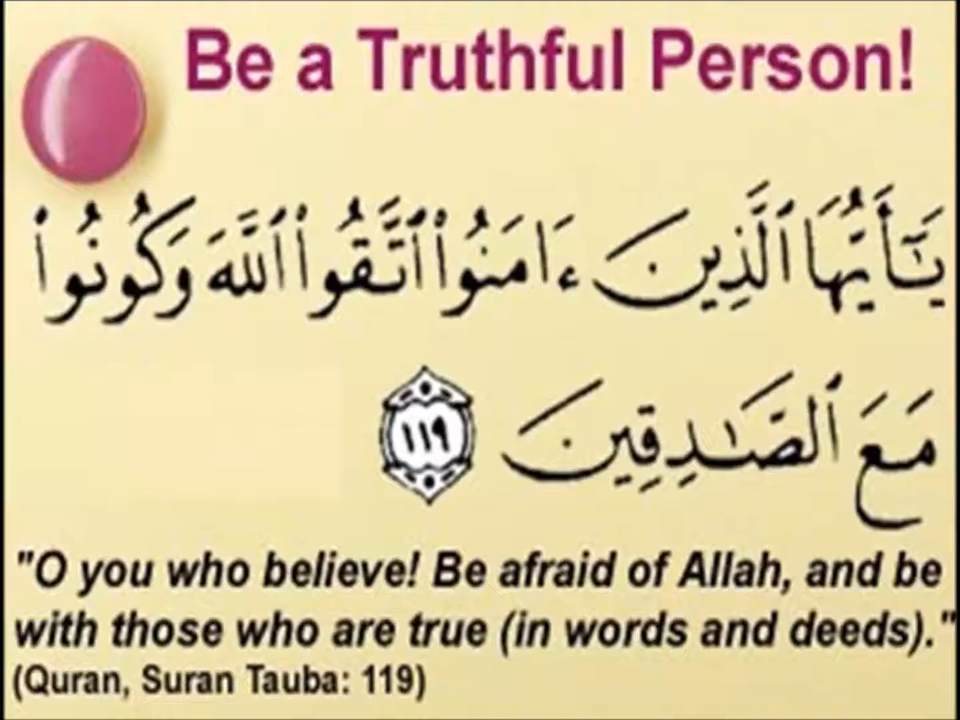 Be a Truthful Person!
يَـٰٓأَيُّهَا ٱلَّذِينَ ءَامَنُوا۟ ٱتَّقُوا۟ ٱللَّهَ وَكُونُوا۟
مَعَ ٱلصَّـٰدِقِينَ ١١٩
"O you who believe! Be afraid of Allah, and be
with those who are true (in words and deeds)."
(Quran, Suran Tauba: 119)